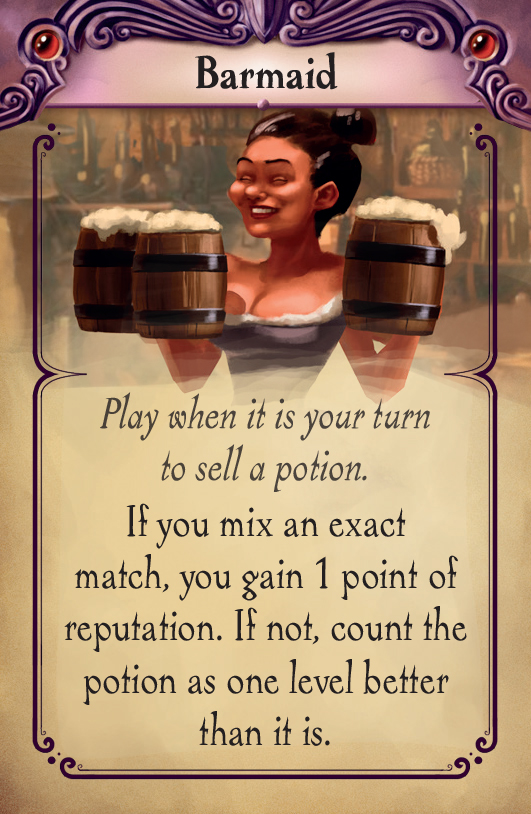 Barmaid
Play when it is your turn
to sell a potion.
If you mix an exact
match, you gain 1 point of
reputation. If not, count the
potion as one level better
than it is.